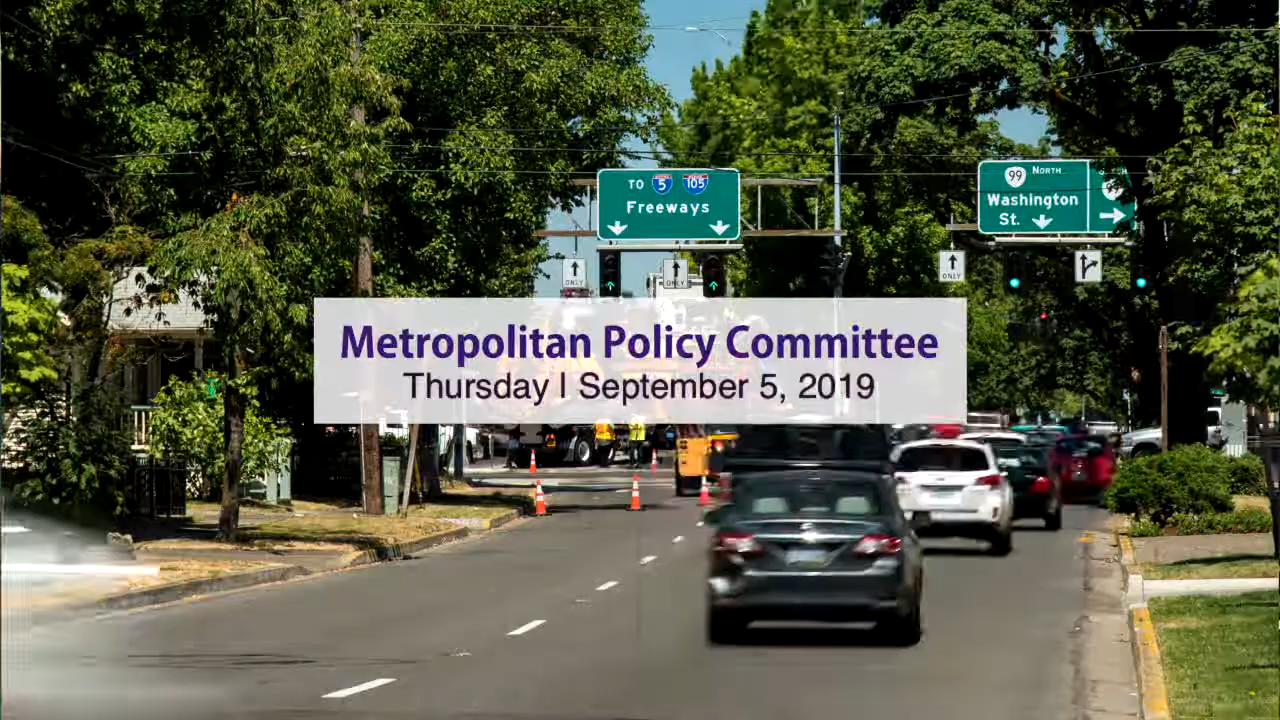 TO 5 105
Freeways
99 NORTH
Washington
St.
ONLY
ONLY
ONLY
Metropolitan Policy Committee
Thursday | September 5, 2019